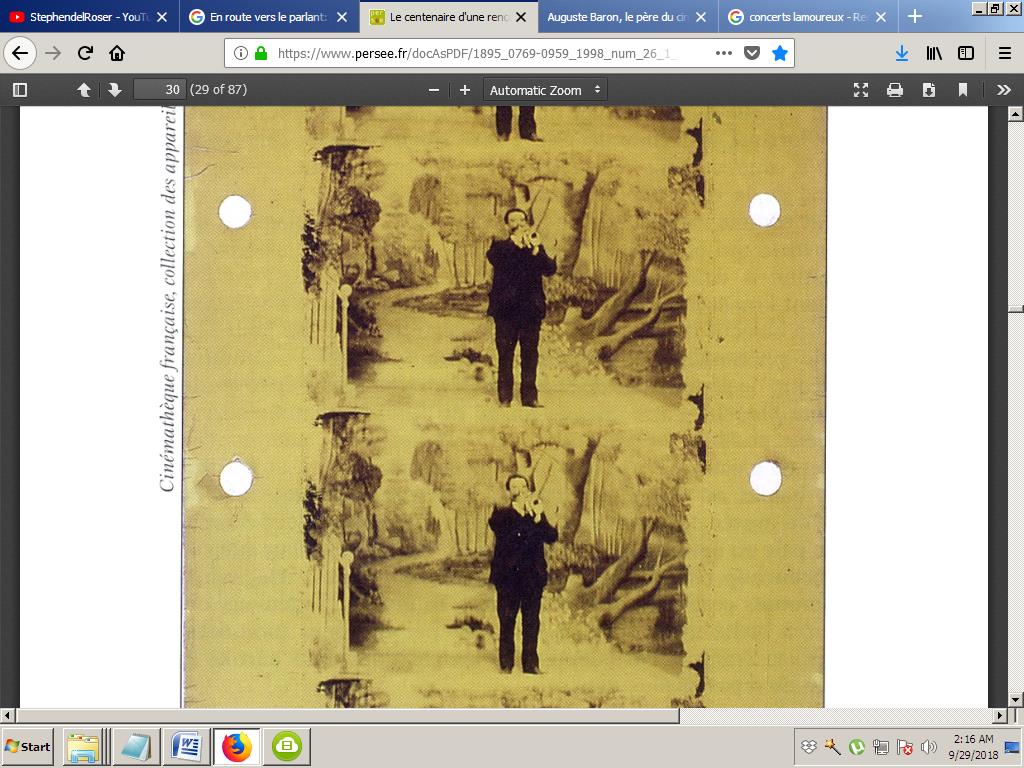 StephendelRoser - YouTu
En route vers le parlant:
Le centenaire d'une renc
Auguste Baron, le père du ci
concerts lamoureux - Re
https://www.persee.fr/docAsPDF/1895_0769-0959_1998_num_26_1_
30 (29 of 87)
Automatic Zoom
Cinémathèque française, collection des appareil
Start
2:16 AM
9/29/2018